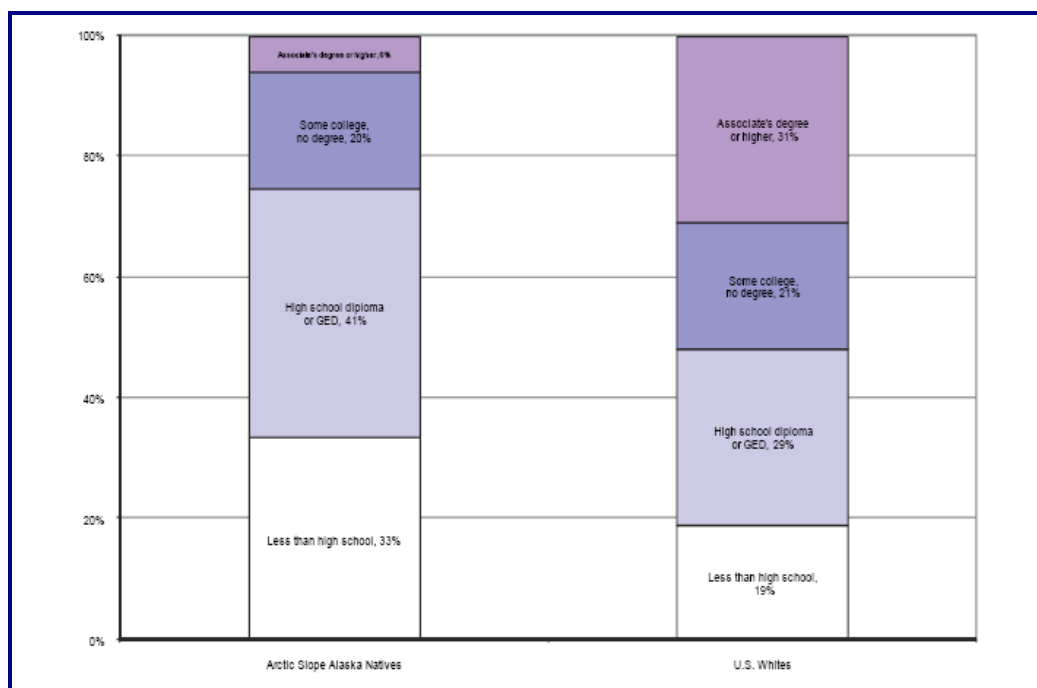 100%
80%
60%
40%
20%
0%
Associate's degree or higher, 6%
Some college,
no degree, 20%
High school diploma
or GED, 41%
Less than high school, 33%
Associate's degree
or higher, 31%
Some college,
no degree, 21%
High school diploma
or GED, 29%
Less than high school,
19%
Arctic Slope Alaska Natives
U.S. Whites